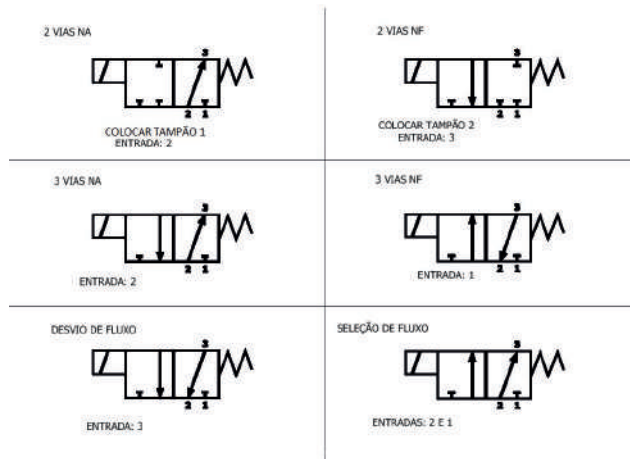 2 VIAS NA
3
2 1
COLOCAR TAMPÃO 1
ENTRADA: 2
2 VIAS NF
3
2 1
COLOCAR TAMPÃO 2
ENTRADA: 3
3 VIAS NA
3
2 1
ENTRADA: 2
3 VIAS NF
3
2 1
ENTRADA: 1
DESVIO DE FLUXO
3
2 1
ENTRADA: 3
SELEÇÃO DE FLUXO
3
2 1
ENTRADAS: 2 E 1